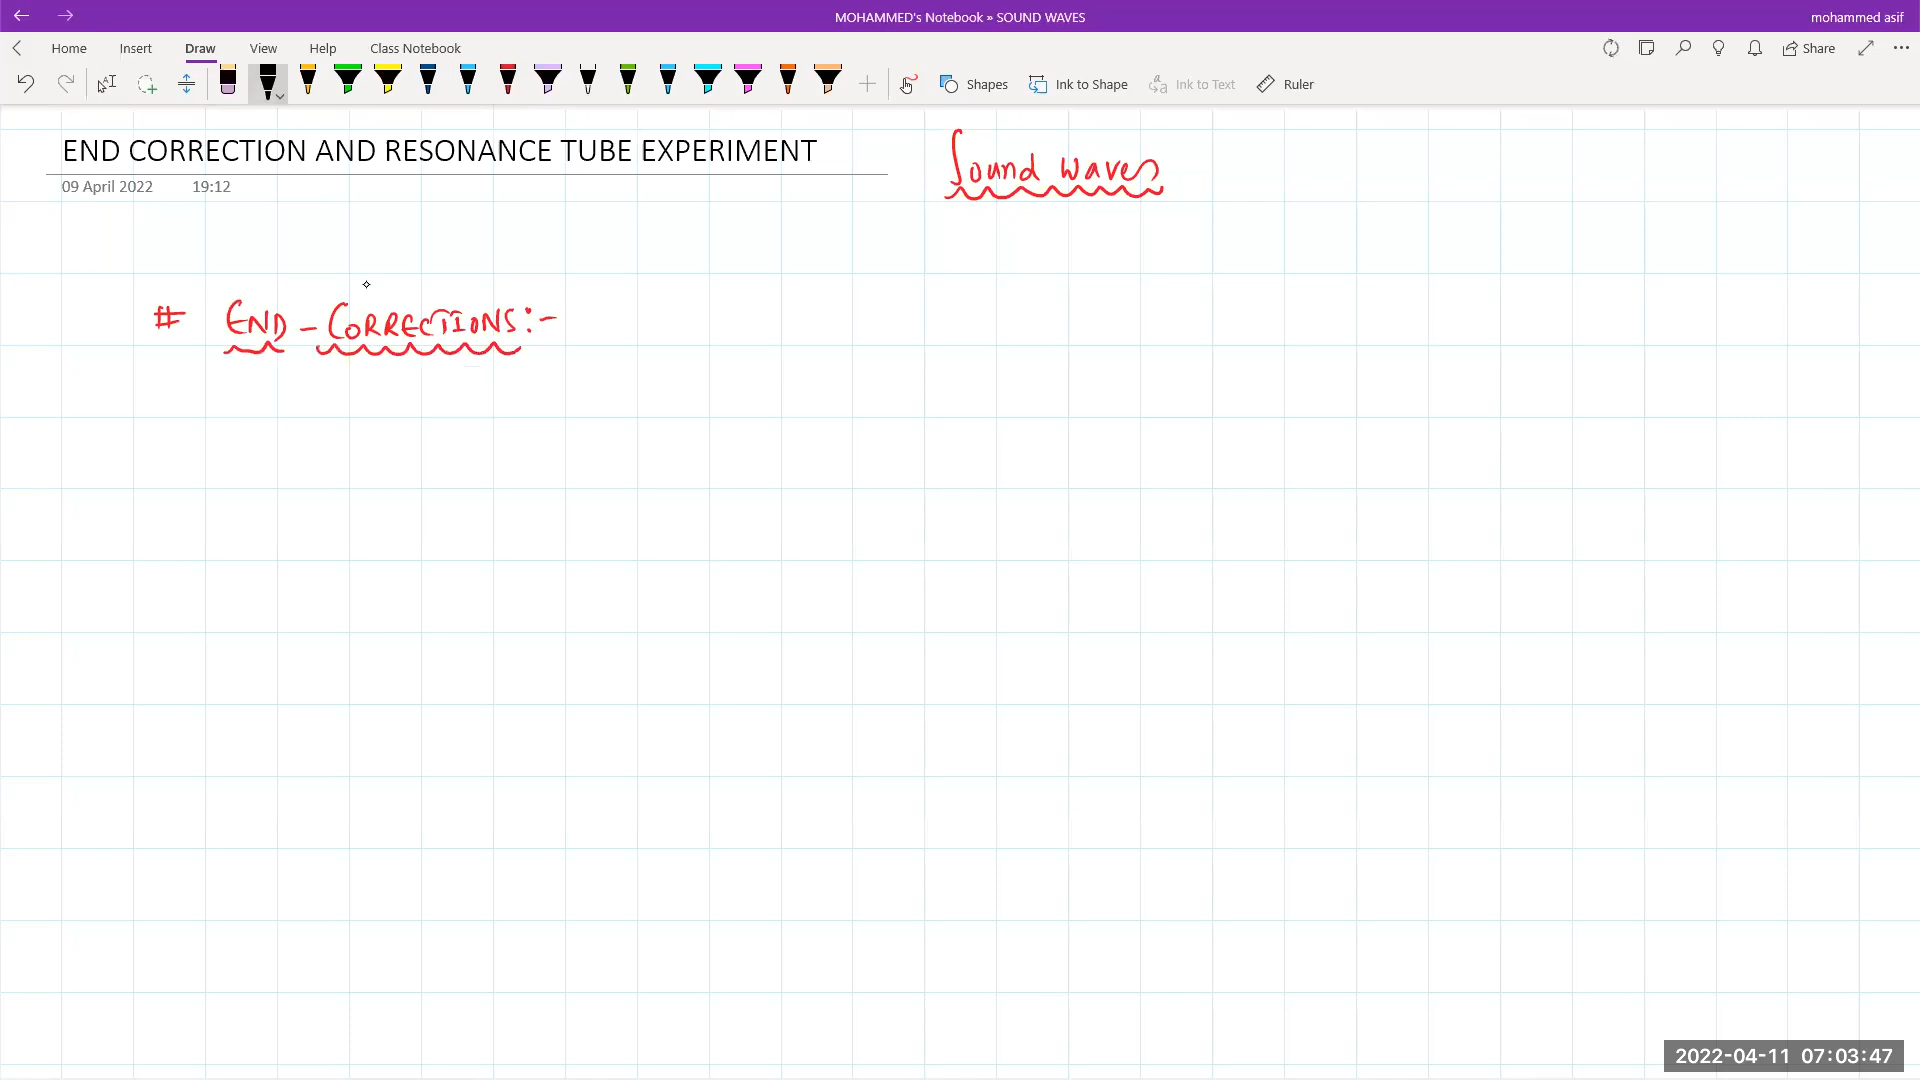 MOHAMMED's Notebook » SOUND WAVES
mohammed asif
Home Insert Draw View Help Class Notebook
Share
Shapes Ink to Shape Ink to Text Ruler
END CORRECTION AND RESONANCE TUBE EXPERIMENT
09 April 2022 19:12
Sound Waves
# END - CORRECTIONS:-
2022-04-11 07:03:47